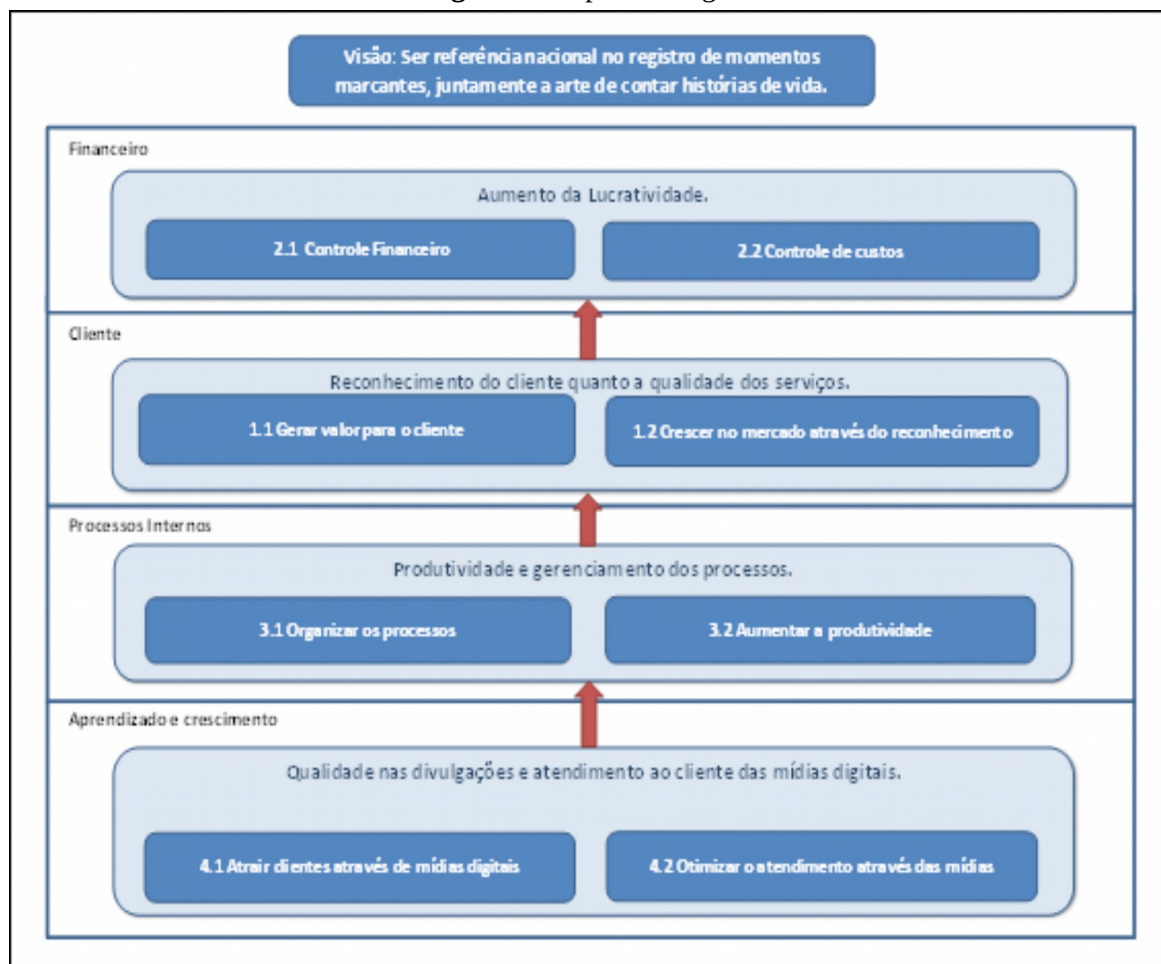 Visão: Ser referência nacional no registro de momentos
marcantes, juntamente a arte de contar histórias de vida.
Financeiro
Aumento da Lucratividade.
2.1 Controle Financeiro
2.2 Controle de custos
Cliente
Reconhecimento do cliente quanto a qualidade dos serviços.
1.1 Gerar valor para o cliente
1.2 Crescer no mercado através do reconhecimento
Processos Internos
Produtividade e gerenciamento dos processos.
3.1 Organizar os processos
3.2 Aumentar a produtividade
Aprendizado e crescimento
Qualidade nas divulgações e atendimento ao cliente das mídias digitais.
4.1 Atrair clientes através de mídias digitais
4.2 Otimizar o atendimento através das mídias